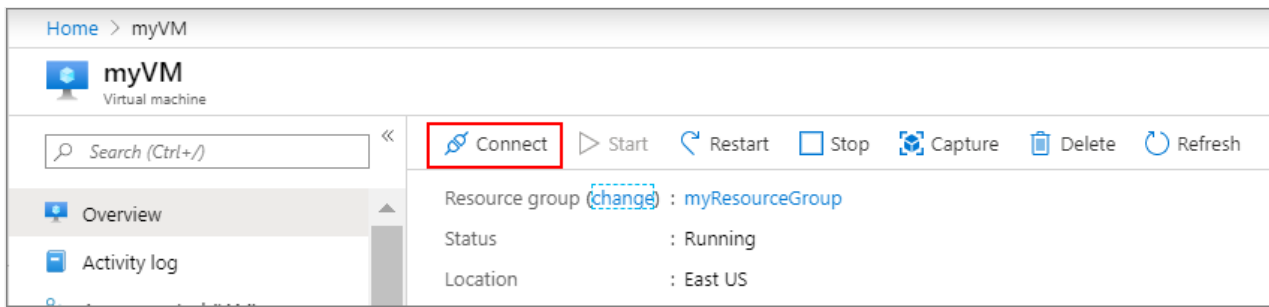 Home > myVM
myVM
Virtual machine
Search (Ctrl+/)
«
Overview
Activity log
Connect Start Restart Stop Capture Delete Refresh
Resource group (change) : myResourceGroup
Status : Running
Location : East US